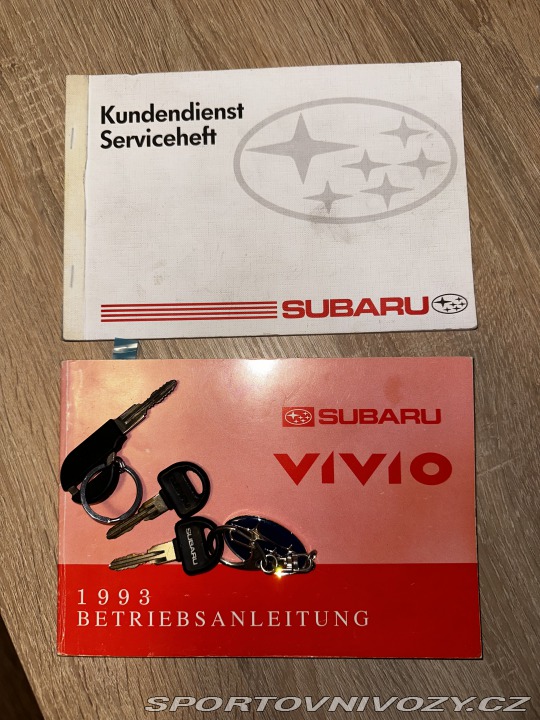 Kundendienst
Serviceheft
SUBARU
SUBARU
VIVIO
SUBARU
1993
BETRIEBSANLEITUNG
SPORTOVNIVOZY.CZ